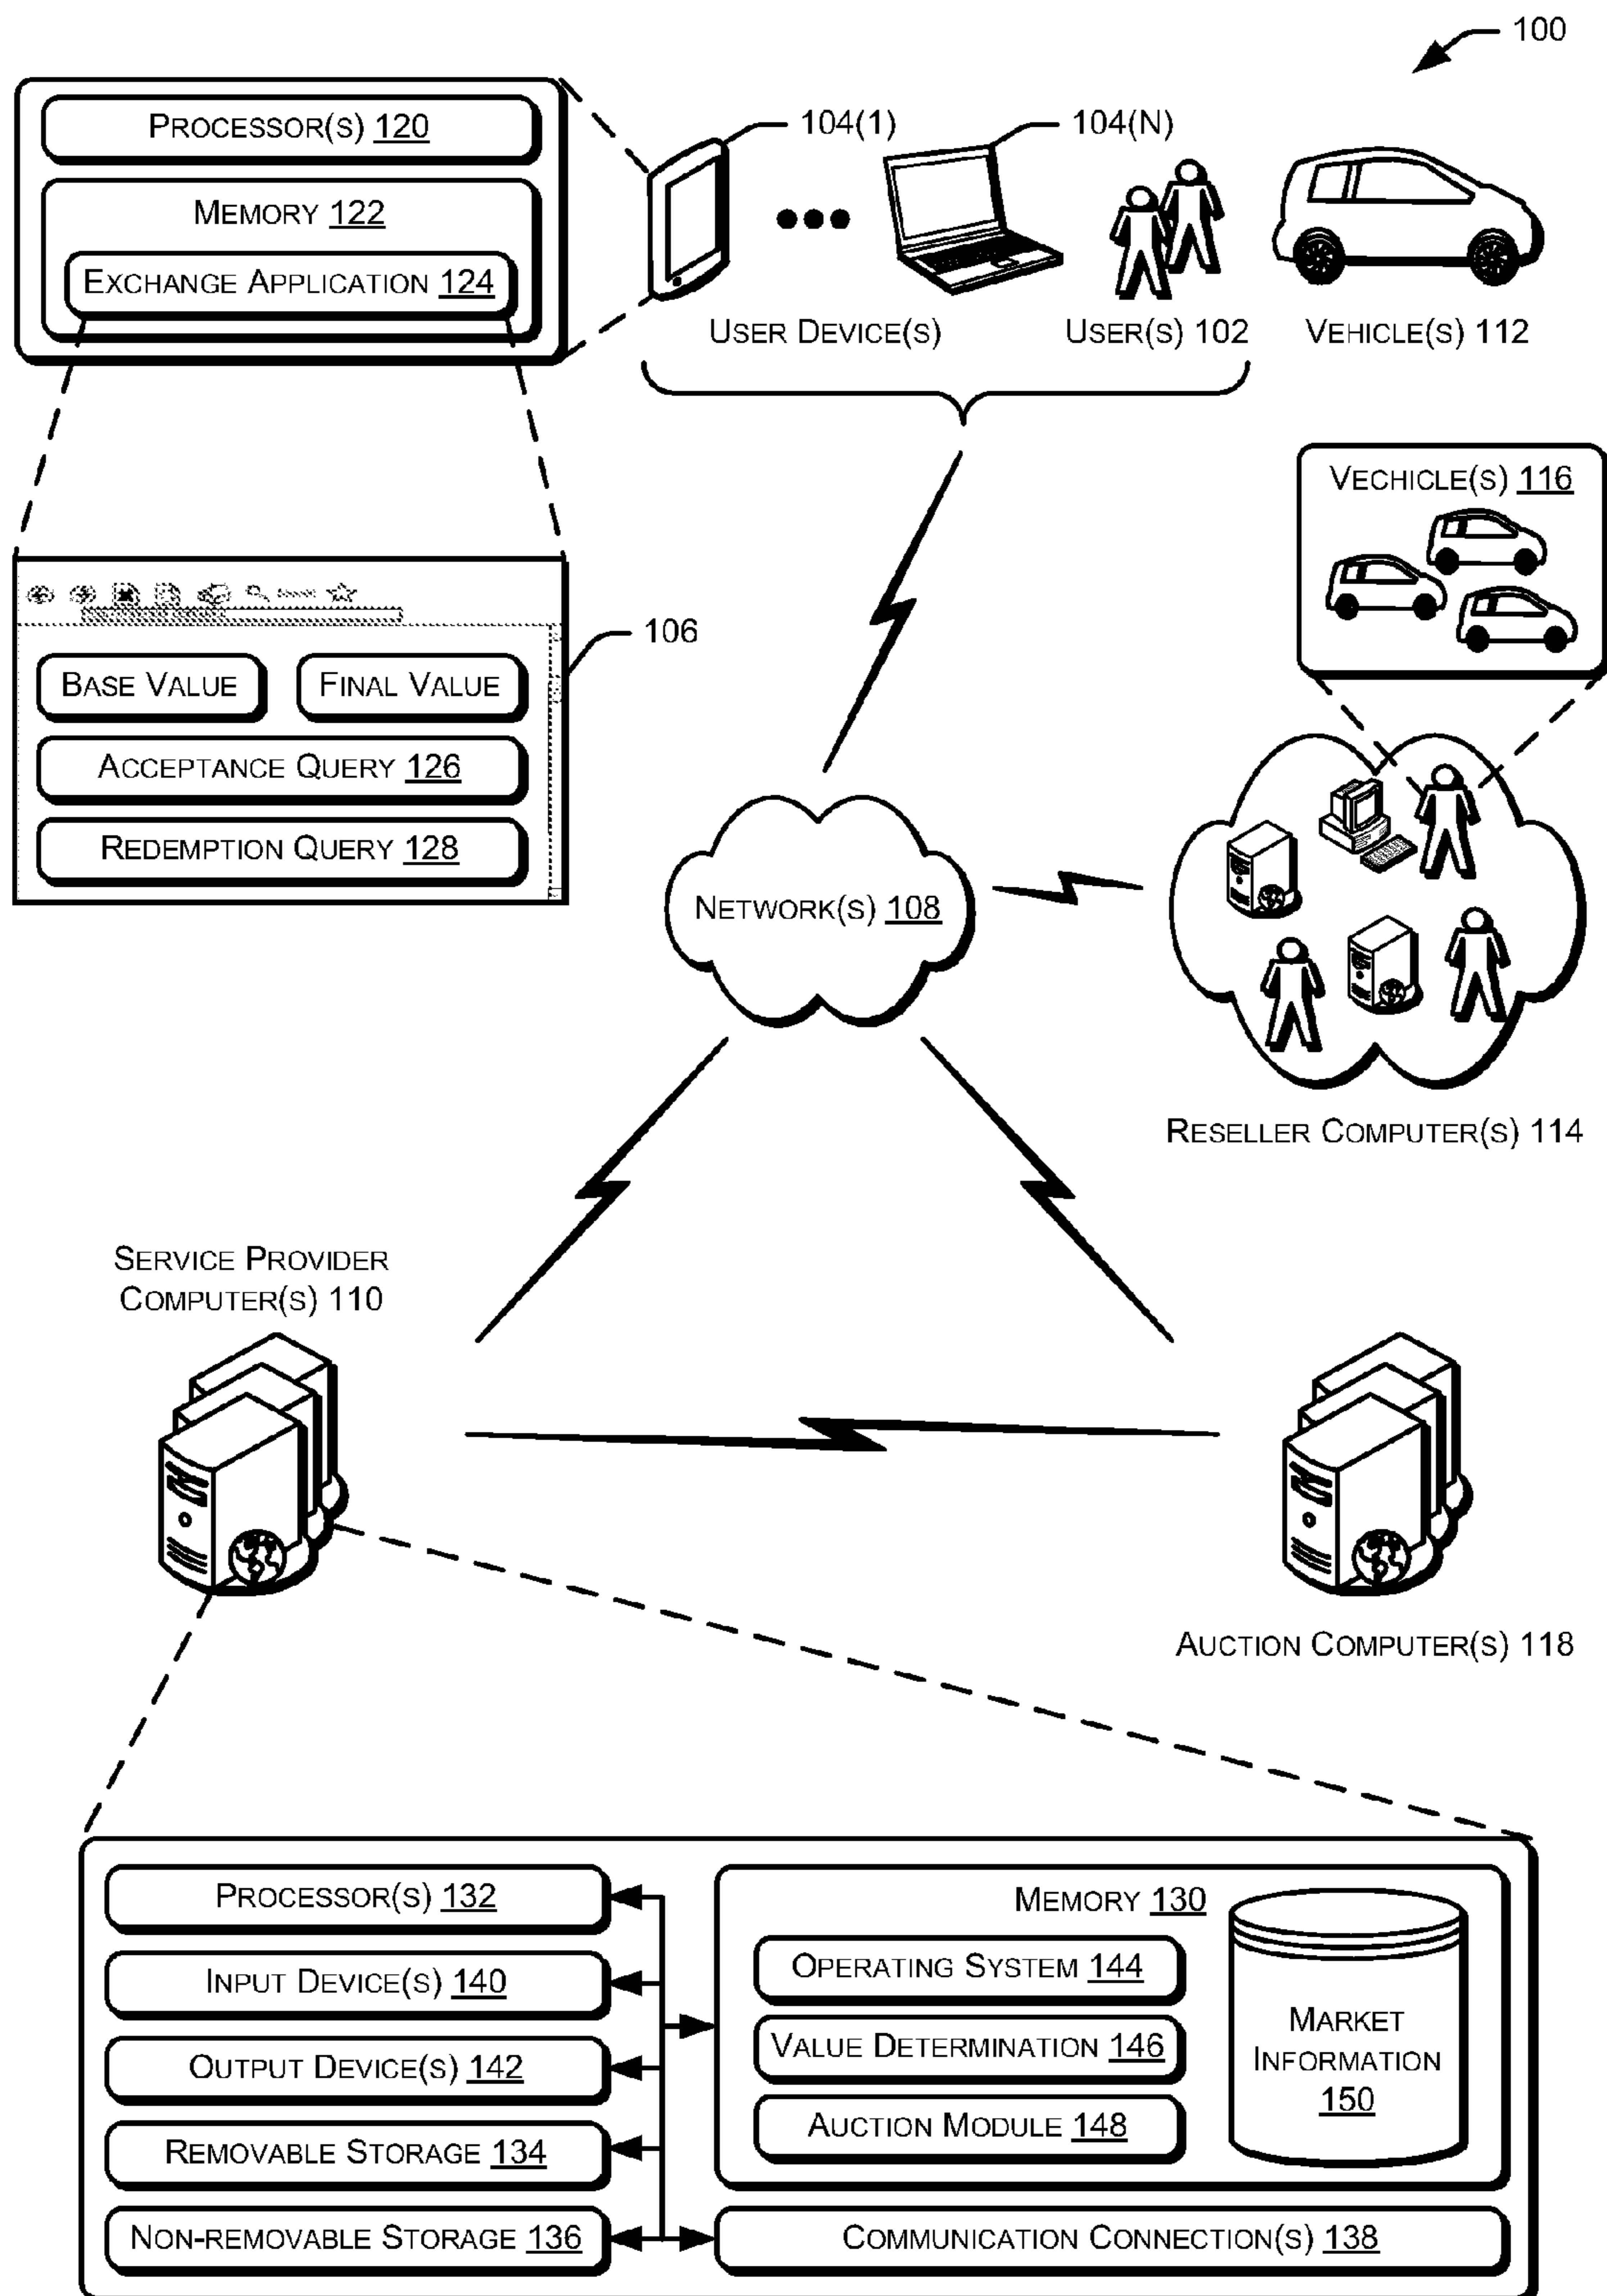 100
PROCESSOR(S) 120
MEMORY 122
EXCHANGE APPLICATION 124
104(1)
104(N)
USER DEVICE(S)
USER(S) 102
VEHICLE(S) 112
VECHICLE(S) 116
106
BASE VALUE
FINAL VALUE
ACCEPTANCE QUERY 126
REDEMPTION QUERY 128
NETWORK(S) 108
RESELLER COMPUTER(S) 114
SERVICE PROVIDER
COMPUTER(S) 110
AUCTION COMPUTER(S) 118
PROCESSOR(S) 132
INPUT DEVICE(S) 140
OUTPUT DEVICE(S) 142
REMOVABLE STORAGE 134
NON-REMOVABLE STORAGE 136
MEMORY 130
OPERATING SYSTEM 144
VALUE DETERMINATION 146
AUCTION MODULE 148
MARKET
INFORMATION
150
COMMUNICATION CONNECTION(S) 138